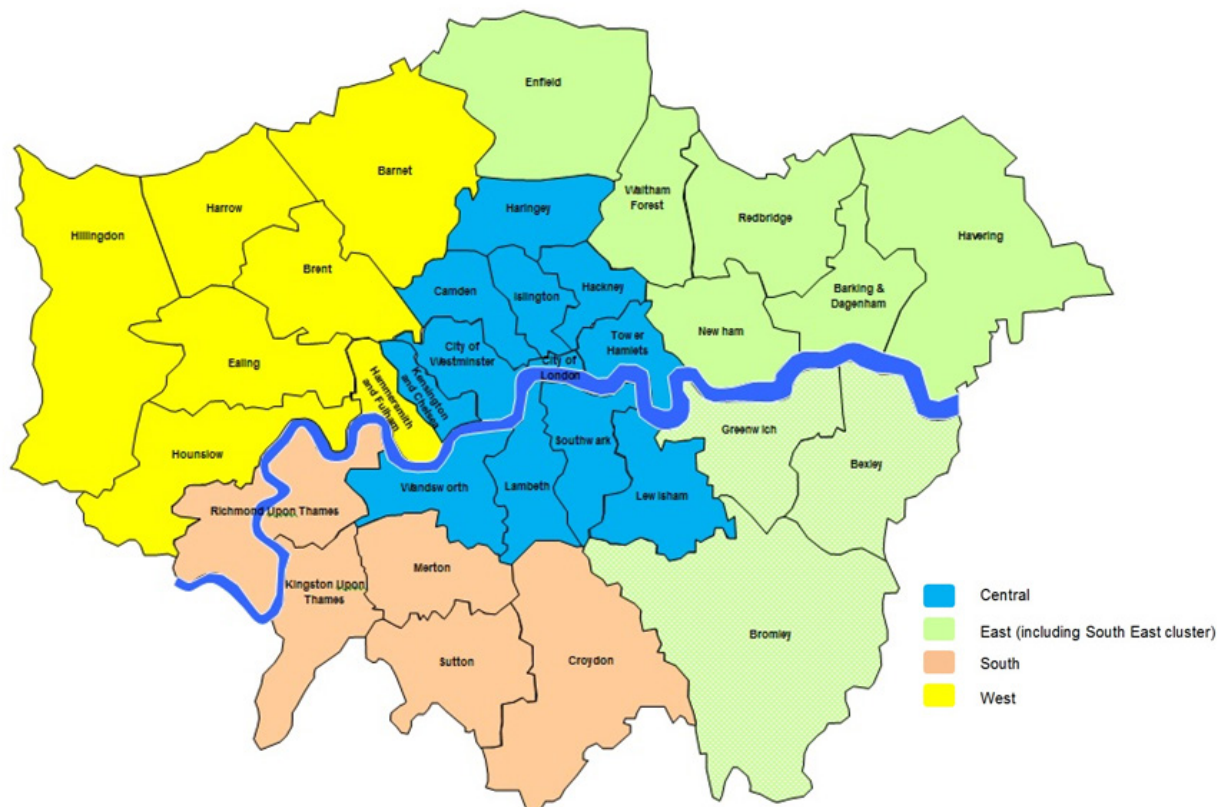 Enfield
Barnet
Waltham
Forest
Harrow
Haringey
Redbridge
Hillingdon
Havering
Brent
Camden
Islington
Hackney
Barking &
Dagenham
New ham
Tow er
Hamlets
City of
Westminster
Ealing
City of
London
Kensington
and Chelsea
Hammersmith
and Fulham
Greenw ich
Hounslow
Southw ark
Bexley
Wandsw orth
Lambeth
Lew isham
Richmond Upon Thames
Merton
Kingston Upon
Thames
Sutton
Croydon
Bromley
Central
East (including South East cluster)
South
West